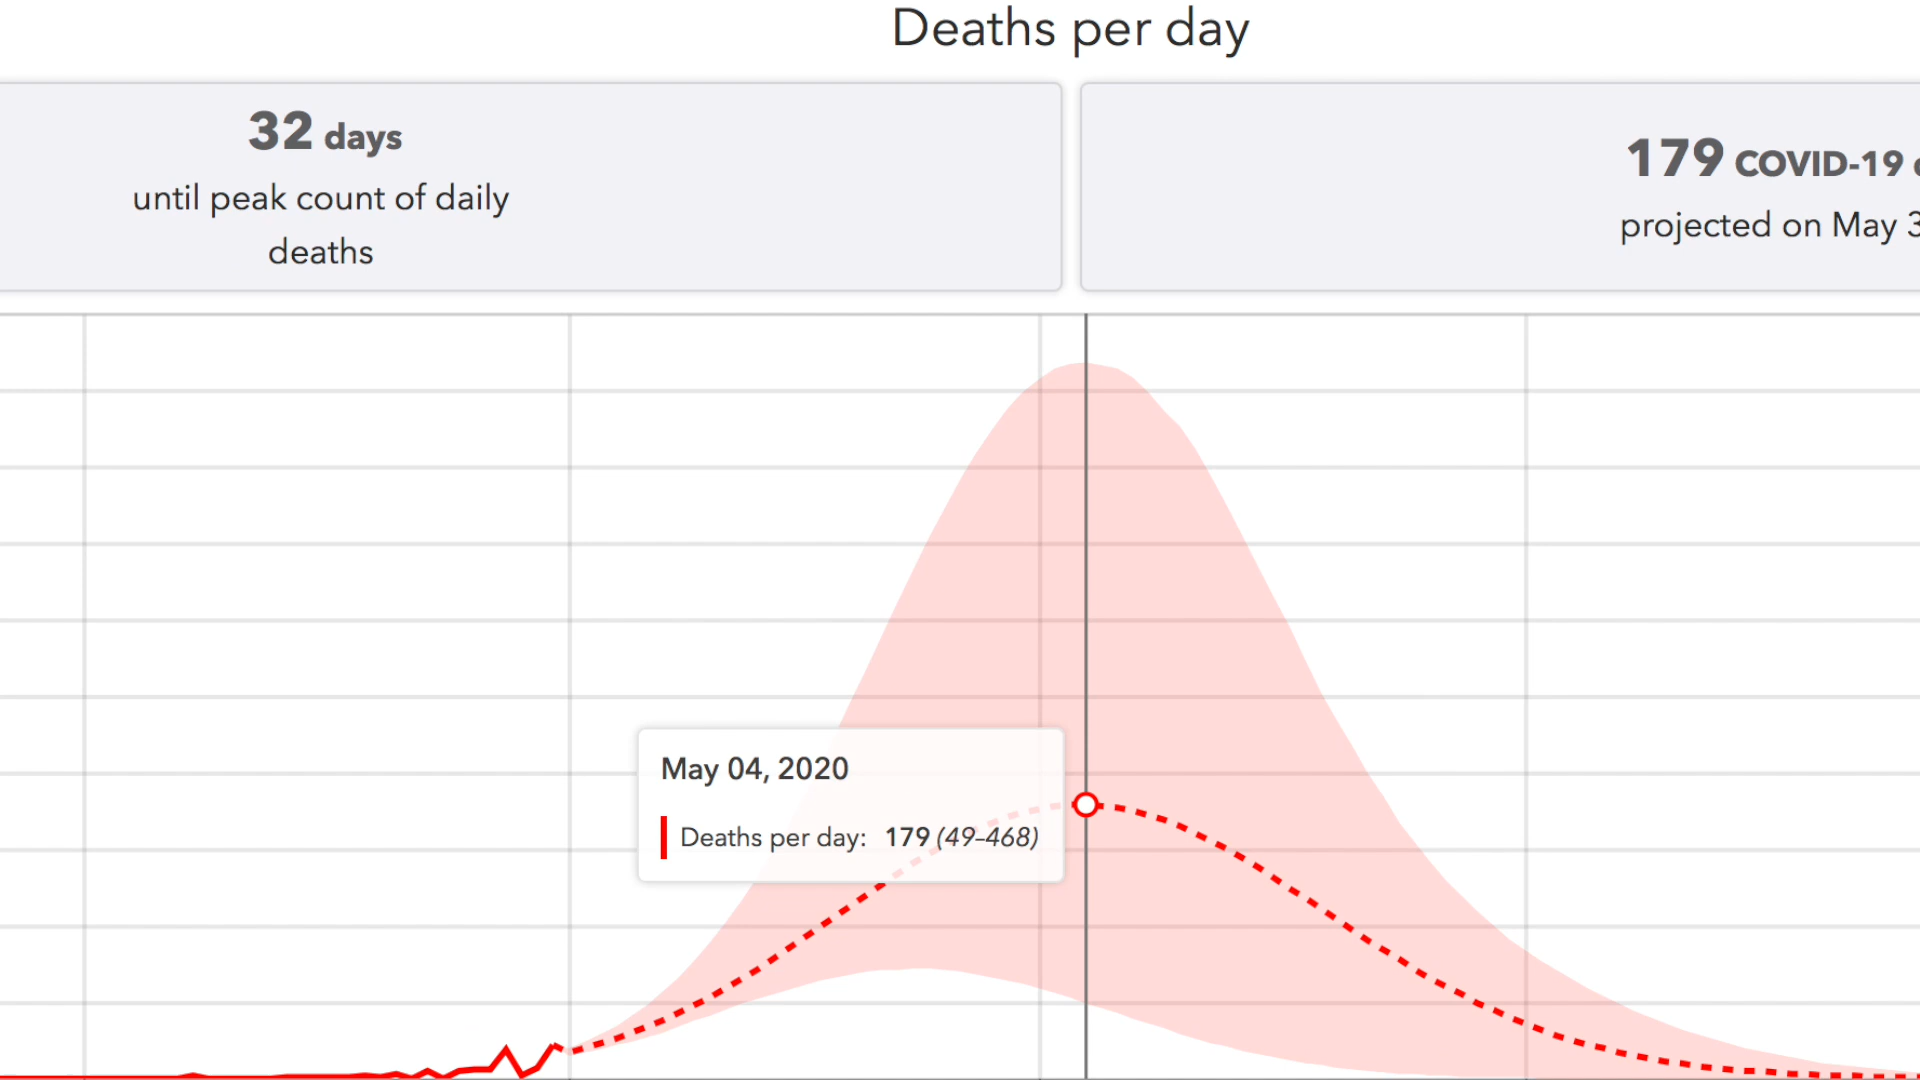 Deaths per day
32 days
until peak count of daily
deaths
179 COVID-19
projected on May 3
May 04, 2020
Deaths per day: 179 (49–468)